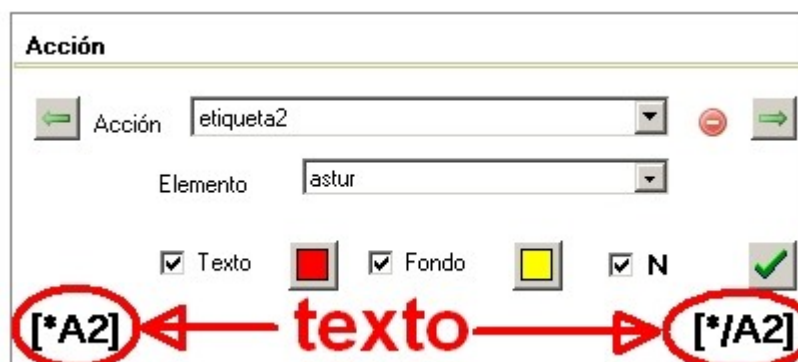 Acción
Acción etiqueta2
Elemento astur
Texto Fondo N
[*A2] texto [*/A2]